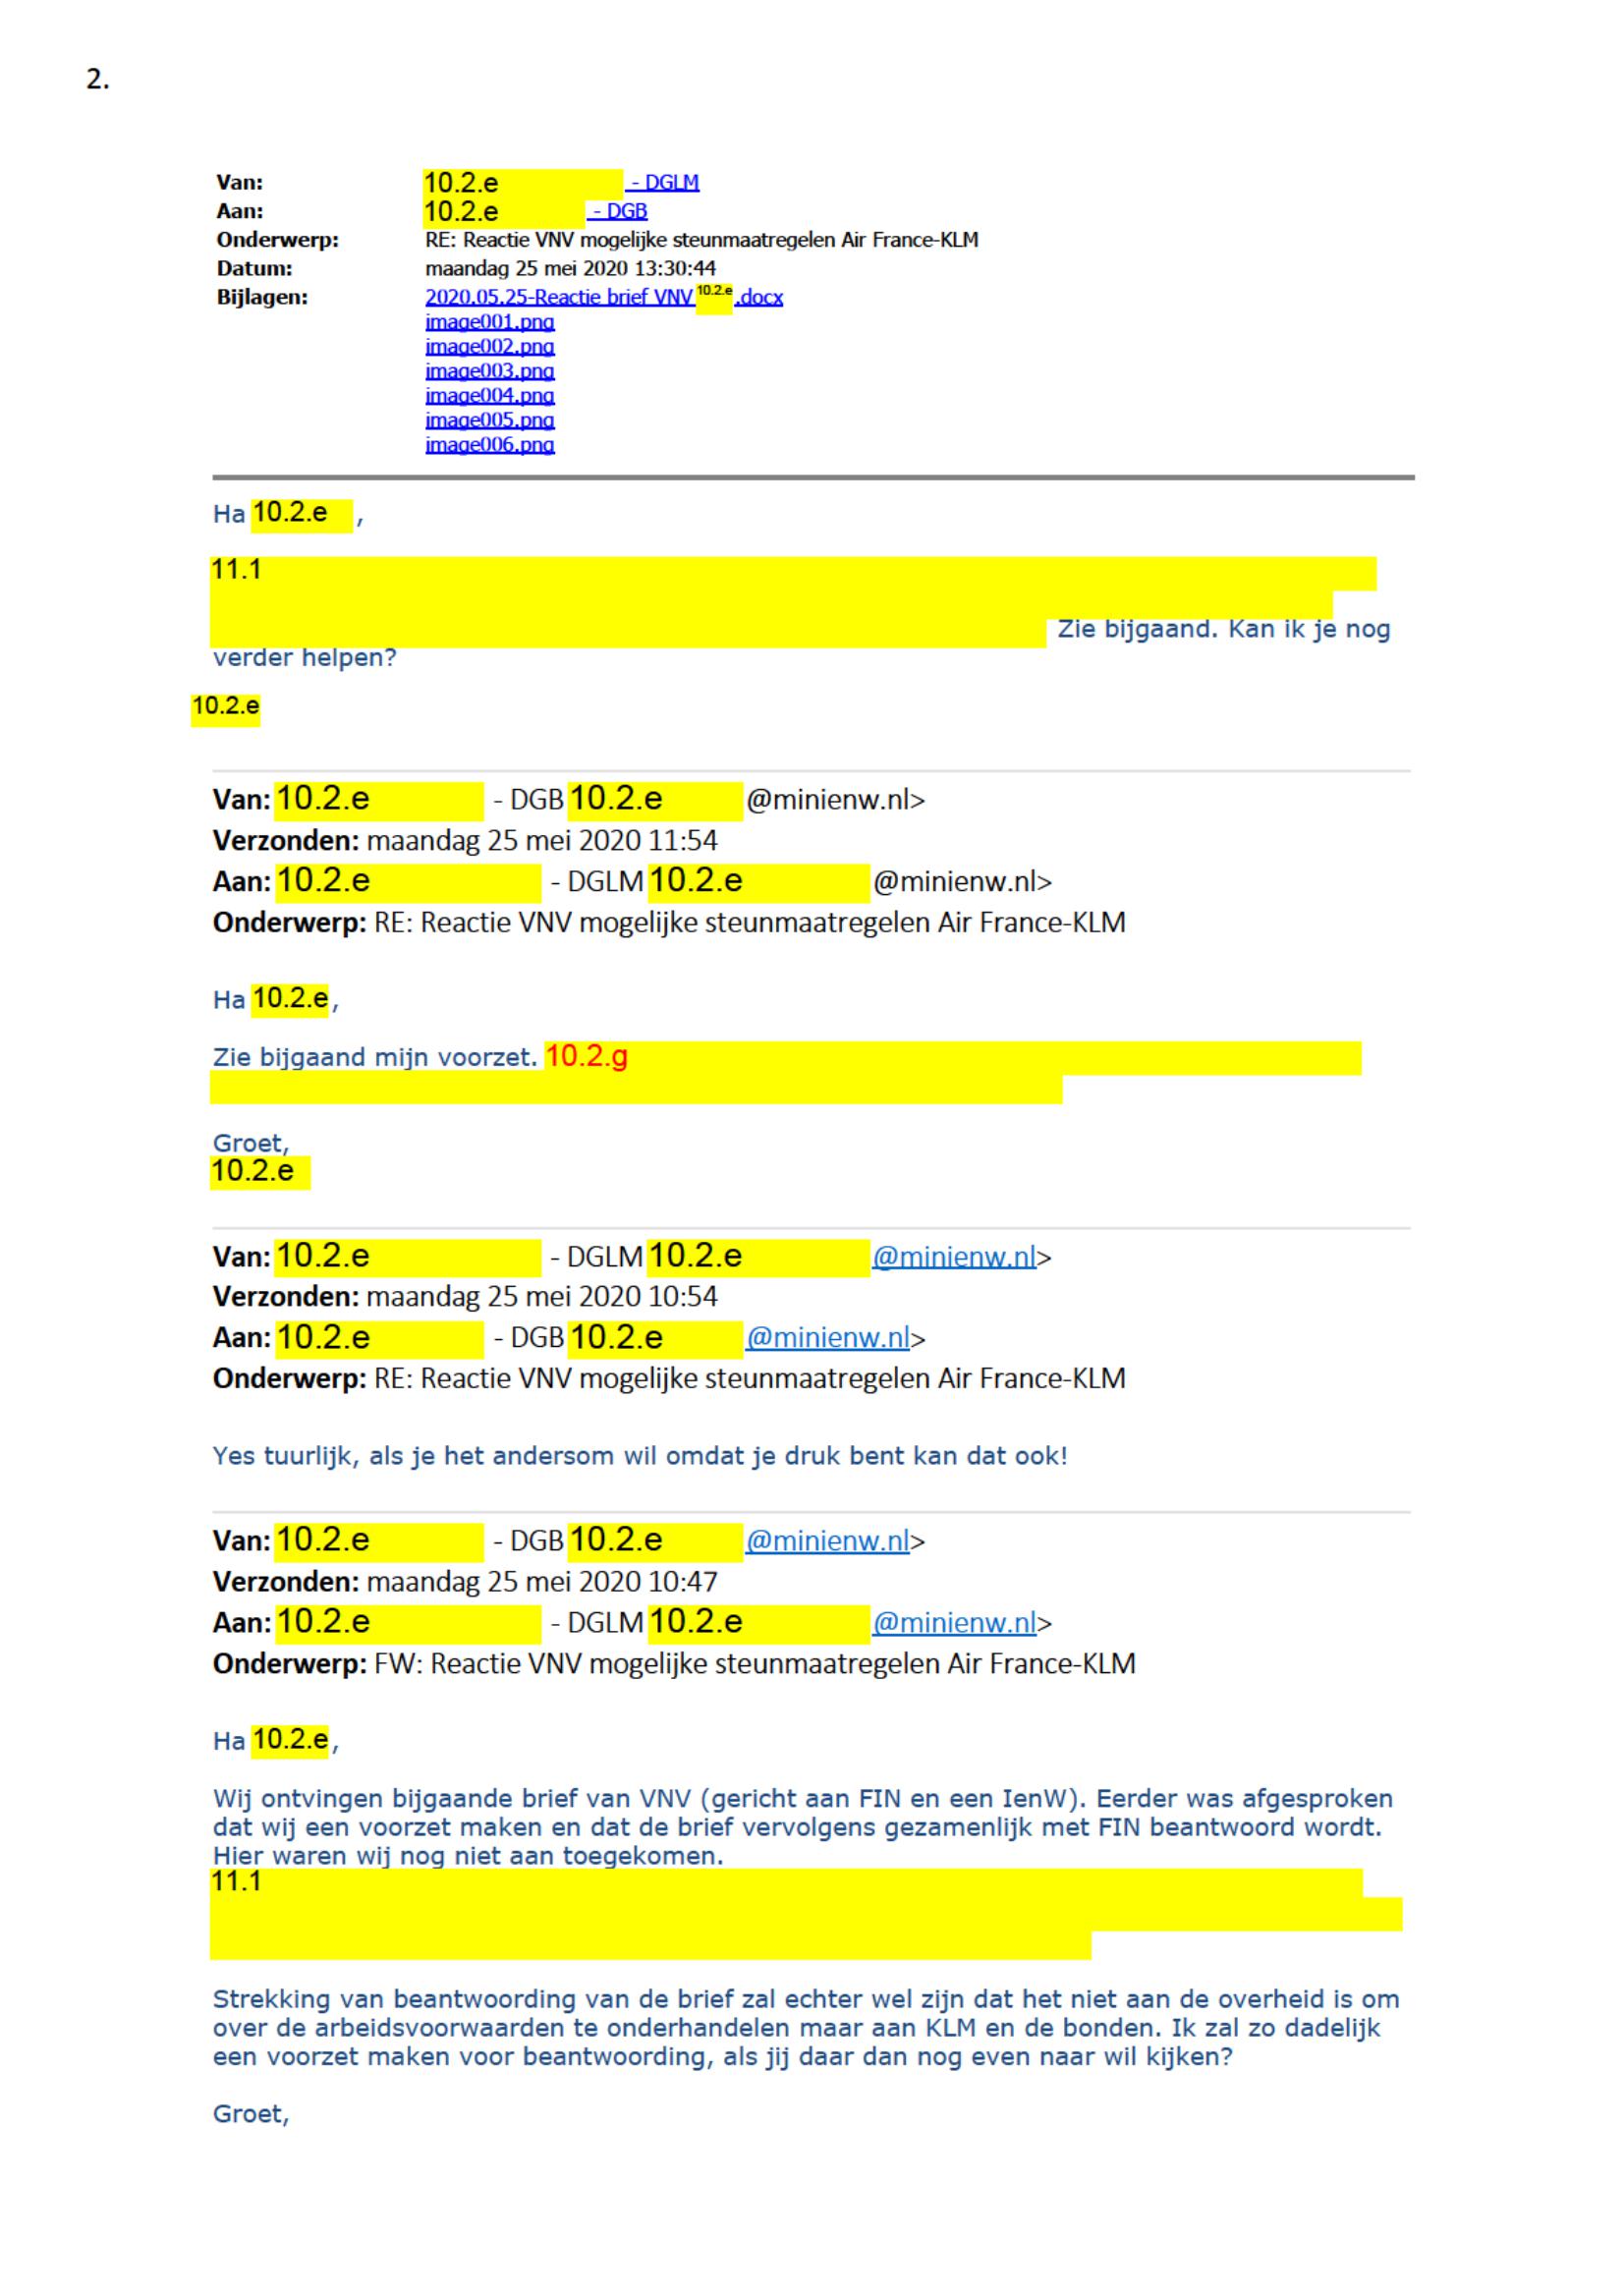 2.
Van: 10.2.e - DGLM
Aan: 10.2.e - DGB
Onderwerp: RE: Reactie VNV mogelijke steunmaatregelen Air France-KLM
Datum: maandag 25 mei 2020 13:30:44
Bijlagen: 2020.05.25-Reactie brief VNV 10.2.e .docx
image001.png
image002.png
image003.png
image004.png
image005.png
image006.png
Ha 10.2.e ,
11.1
Zie bijgaand. Kan ik je nog
verder helpen?
10.2.e
Van: 10.2.e - DGB 10.2.e @minienw.nl>
Verzonden: maandag 25 mei 2020 11:54
Aan: 10.2.e - DGLM 10.2.e @minienw.nl>
Onderwerp: RE: Reactie VNV mogelijke steunmaatregelen Air France-KLM
Ha 10.2.e ,
Zie bijgaand mijn voorzet. 10.2.g
Groet,
10.2.e
Van: 10.2.e - DGLM 10.2.e @minienw.nl>
Verzonden: maandag 25 mei 2020 10:54
Aan: 10.2.e - DGB 10.2.e @minienw.nl>
Onderwerp: RE: Reactie VNV mogelijke steunmaatregelen Air France-KLM
Yes tuurlijk, als je het andersom wil omdat je druk bent kan dat ook!
Van: 10.2.e - DGB 10.2.e @minienw.nl>
Verzonden: maandag 25 mei 2020 10:47
Aan: 10.2.e - DGLM 10.2.e @minienw.nl>
Onderwerp: FW: Reactie VNV mogelijke steunmaatregelen Air France-KLM
Ha 10.2.e ,
Wij ontvingen bijgaande brief van VNV (gericht aan FIN en een IenW). Eerder was afgesproken
dat wij een voorzet maken en dat de brief vervolgens gezamenlijk met FIN beantwoord wordt.
Hier waren wij nog niet aan toegekomen.
11.1
Strekking van beantwoording van de brief zal echter wel zijn dat het niet aan de overheid is om
over de arbeidsvoorwaarden te onderhandelen maar aan KLM en de bonden. Ik zal zo dadelijk
een voorzet maken voor beantwoording, als jij daar dan nog even naar wil kijken?
Groet,